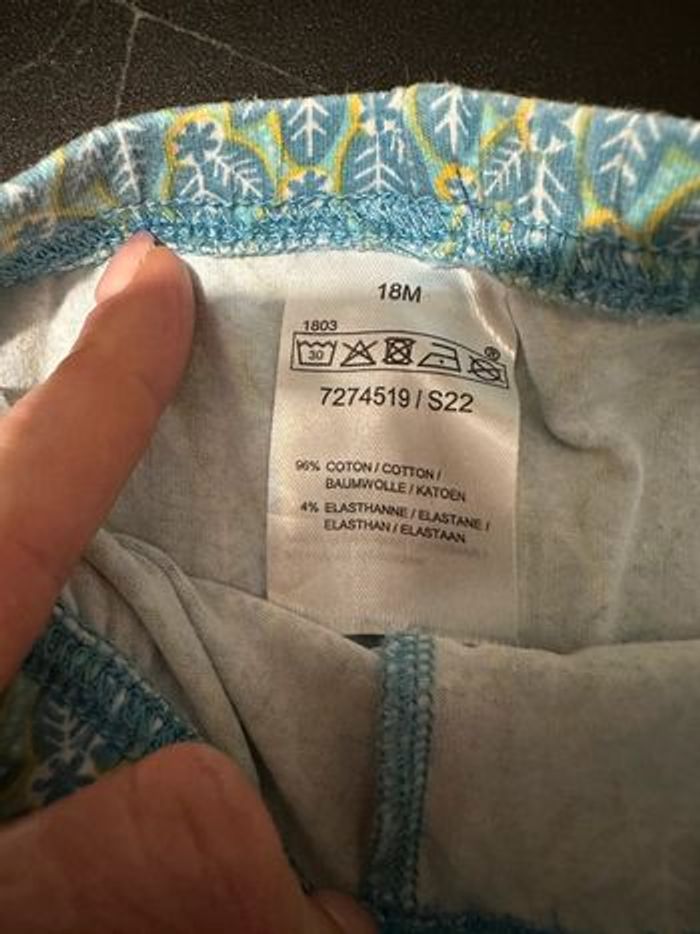 18M
1803
30
®
7274519 / S22
96% COTON / COTTON /
BAUMWOLLE / KATOEN
4% ELASTHANNE / ELASTANE /
ELASTHAN / ELASTAAN